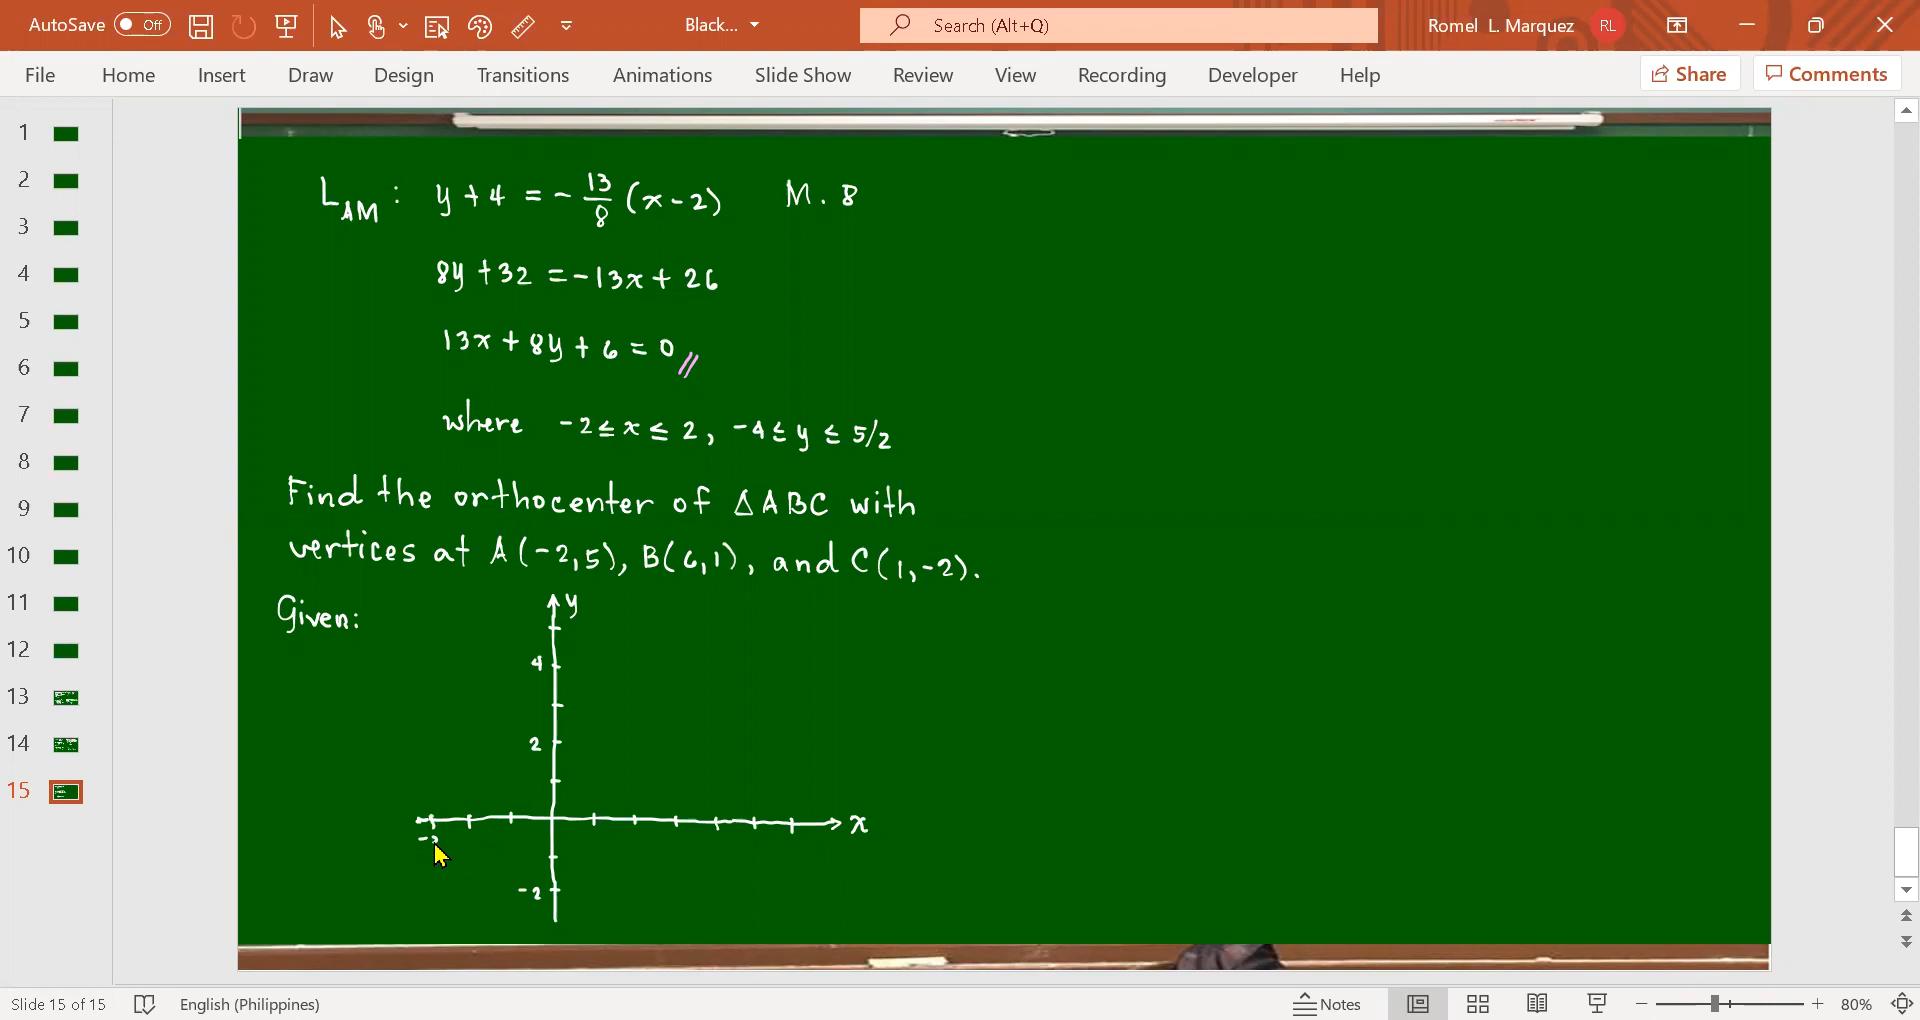 AutoSave Off Black... Search (Alt+Q) Romel L. Marquez RL
File Home Insert Draw Design Transitions Animations Slide Show Review View Recording Developer Help Share Comments
1
2
3
4
5
6
7
8
9
10
11
12
13
14
15
L_AM : y + 4 = - 13/8 (x - 2) M. 8
8y + 32 = -13x + 26
13x + 8y + 6 = 0 //
where -2 ≤ x ≤ 2, -4 ≤ y ≤ 5/2
Find the orthocenter of △ABC with
vertices at A(-2,5), B(6,1), and C(1,-2).
Given:
y
4
2
x
-2
Slide 15 of 15 English (Philippines) Notes 80%